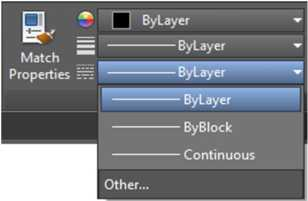 ByLayer
ByLayer
Match
Properties
ByLayer
ByLayer
ByBlock
Continuous
Other...